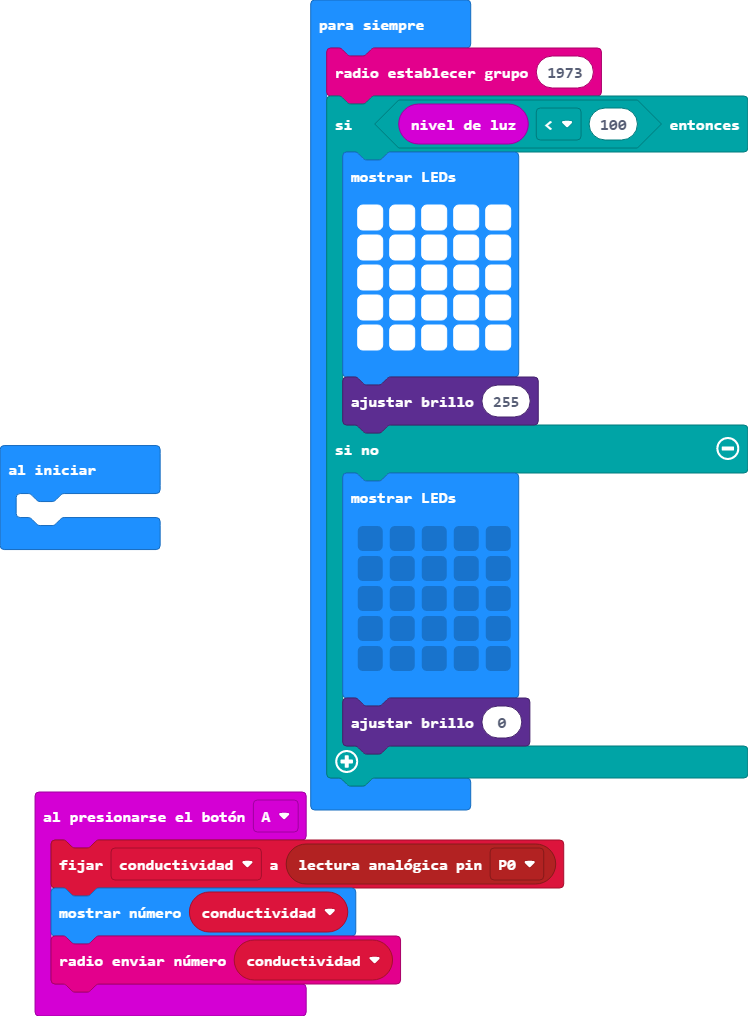 para siempre
radio establecer grupo 1973
si nivel de luz < 100 entonces
mostrar LEDs
ajustar brillo 255
si no
al iniciar
mostrar LEDs
ajustar brillo 0
al presionarse el botón A
fijar conductividad a lectura analógica pin P0
mostrar número conductividad
radio enviar número conductividad